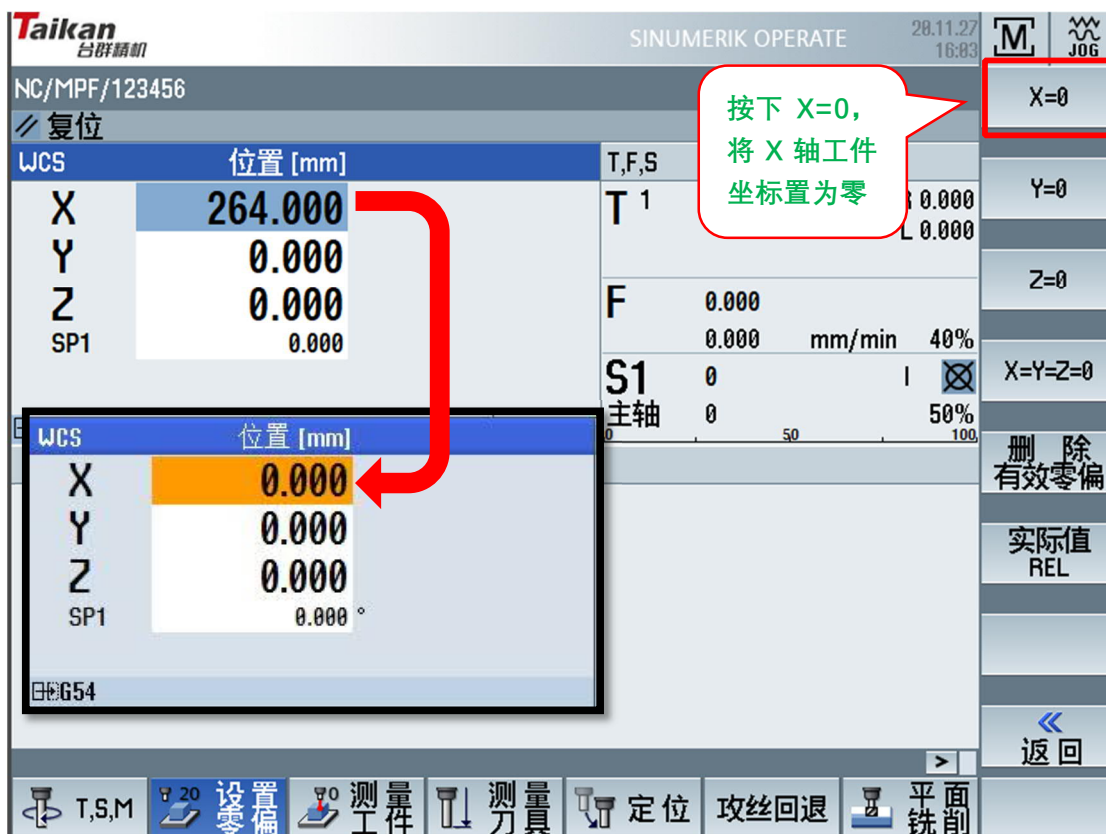 Taikan
台群精机
SINUMERIK OPERATE
20.11.27
16:03
M
JOG
NC/MPF/123456
复位
WCS 位置 [mm]
X 264.000
Y 0.000
Z 0.000
SP1 0.000
T,F,S
T 1
R 0.000
L 0.000
F 0.000
0.000 mm/min 40%
S1 0 I
主轴 0 50%
0 50 100
按下 X=0，
将 X 轴工件
坐标置为零
WCS 位置 [mm]
X 0.000
Y 0.000
Z 0.000
SP1 0.000 °
G54
X=0
Y=0
Z=0
X=Y=Z=0
删 除
有效零偏
实际值
REL
«
返回
>
T,S,M
20 设置
零偏
0 测量
工件
测量
刀具
定位
攻丝回退
平面
铣削